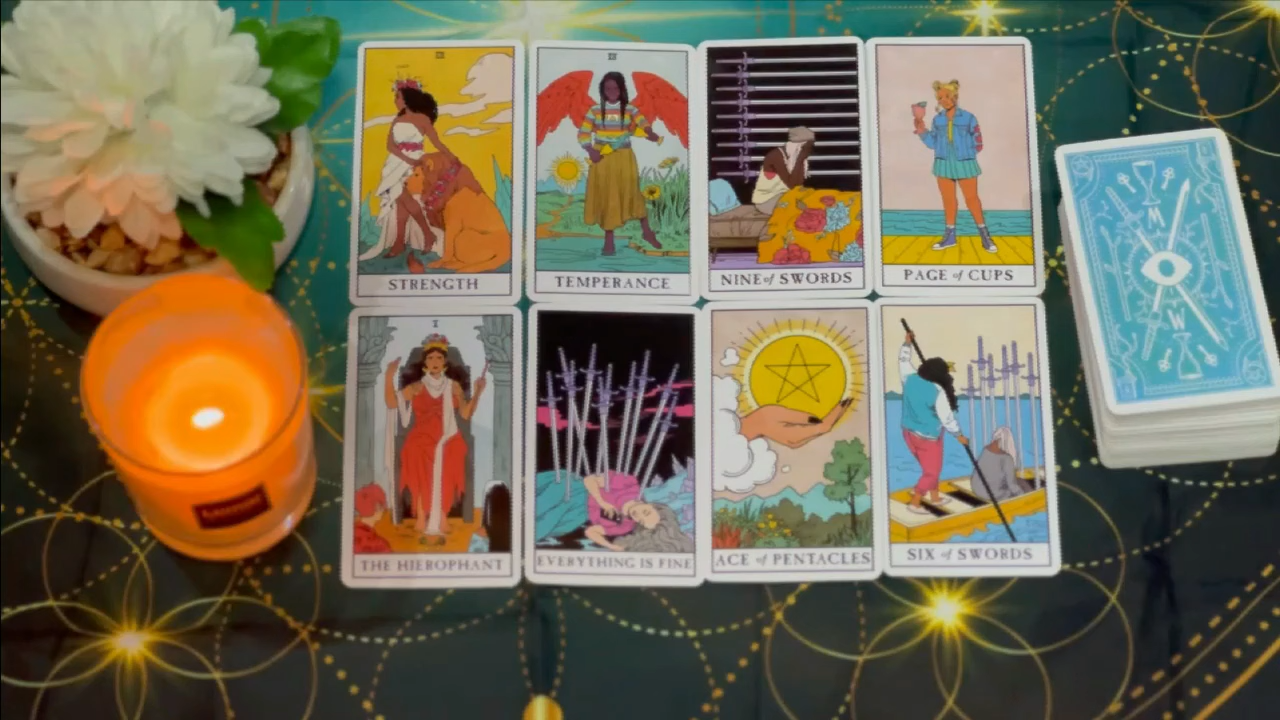 STRENGTH
TEMPERANCE
NINE of SWORDS
PAGE of CUPS
THE HIEROPHANT
EVERYTHING IS FINE
ACE of PENTACLES
SIX of SWORDS
M
W